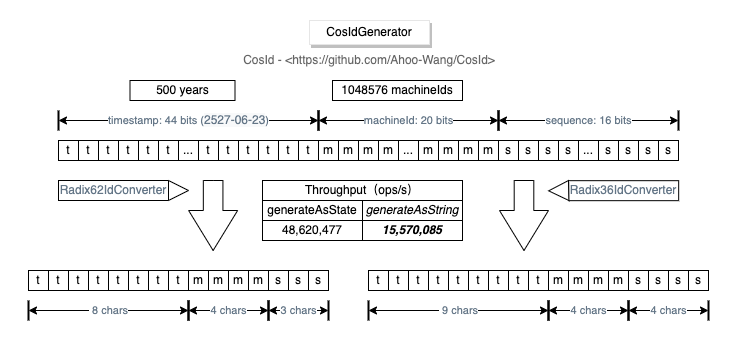 CosIdGenerator
CosId - <https://github.com/Ahoo-Wang/CosId>
500 years
1048576 machineIds
timestamp: 44 bits (2527-06-23)
machineId: 20 bits
sequence: 16 bits
t t t t t t ... t t t t t t m m m m ... m m m m s s s s ... s s s s
Radix62IdConverter
Throughput（ops/s）
Radix36IdConverter
generateAsState generateAsString
48,620,477 15,570,085
t t t t t t t t m m m m s s s
t t t t t t t t t m m m m s s s s
8 chars
4 chars
3 chars
9 chars
4 chars
4 chars